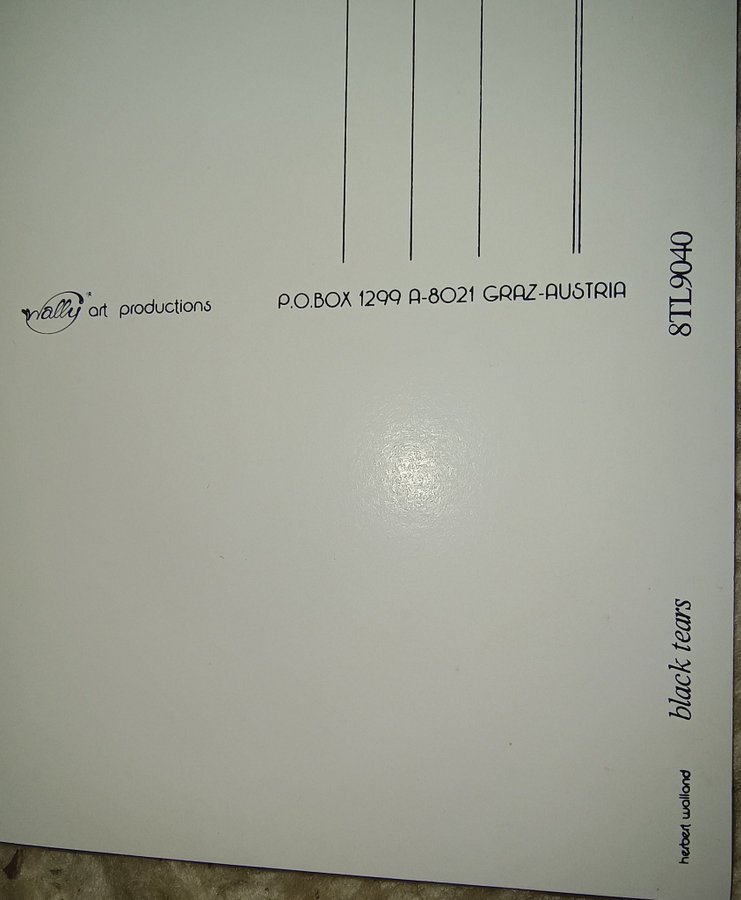 wally art productions
P.O.BOX 1299 A-8021 GRAZ-AUSTRIA
8TL9040
black tears
herbert walland